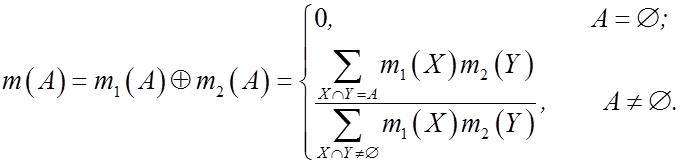 m(A) = m₁(A) ⊕ m₂(A) = { 0, A = ∅;
∑_{X∩Y=A} m₁(X) m₂(Y) / ∑_{X∩Y≠∅} m₁(X) m₂(Y), A ≠ ∅.